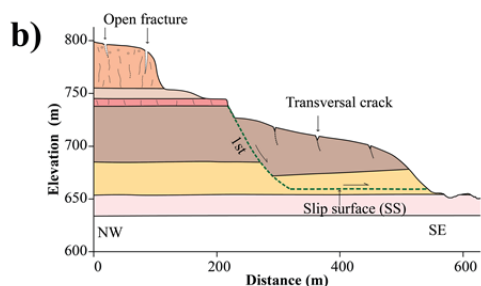 b)
Open fracture
800
750
700
650
600
Elevation (m)
Transversal crack
1st
Slip surface (SS)
NW
SE
0
200
400
600
Distance (m)